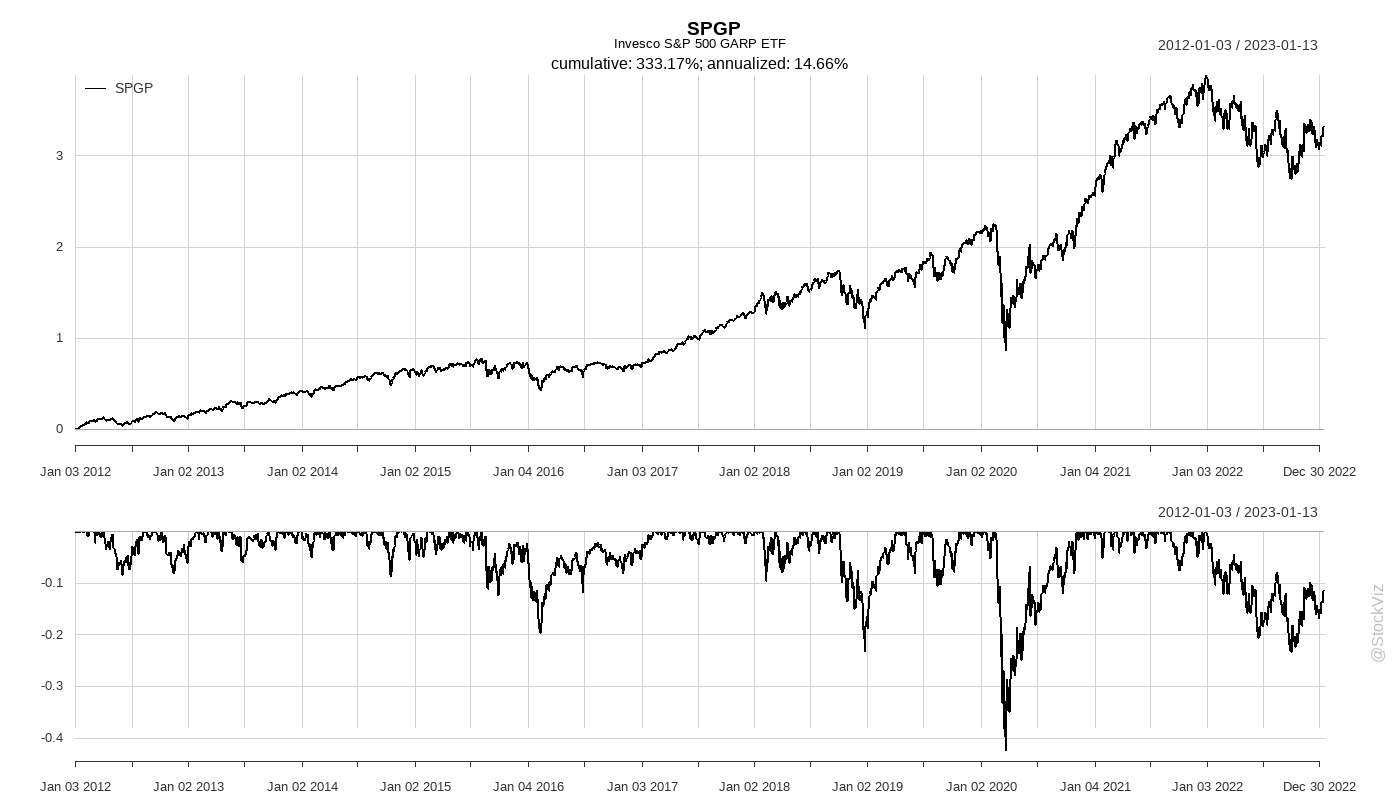 SPGP
Invesco S&P 500 GARP ETF
2012-01-03 / 2023-01-13
cumulative: 333.17%; annualized: 14.66%
SPGP
3
2
1
0
Jan 03 2012 Jan 02 2013 Jan 02 2014 Jan 02 2015 Jan 04 2016 Jan 03 2017 Jan 02 2018 Jan 02 2019 Jan 02 2020 Jan 04 2021 Jan 03 2022 Dec 30 2022
2012-01-03 / 2023-01-13
-0.1
-0.2
-0.3
-0.4
Jan 03 2012 Jan 02 2013 Jan 02 2014 Jan 02 2015 Jan 04 2016 Jan 03 2017 Jan 02 2018 Jan 02 2019 Jan 02 2020 Jan 04 2021 Jan 03 2022 Dec 30 2022
@StockViz